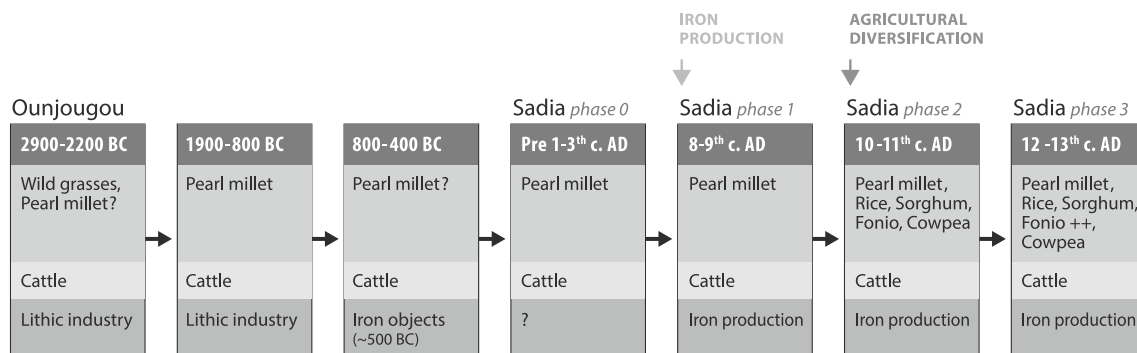 IRON
PRODUCTION
AGRICULTURAL
DIVERSIFICATION
Ounjougou
Sadia phase 0
Sadia phase 1
Sadia phase 2
Sadia phase 3
2900-2200 BC
Wild grasses,
Pearl millet?
Cattle
Lithic industry
1900-800 BC
Pearl millet
Cattle
Lithic industry
800-400 BC
Pearl millet?
Cattle
Iron objects
(~500 BC)
Pre 1-3th c. AD
Pearl millet
Cattle
?
8-9th c. AD
Pearl millet
Cattle
Iron production
10-11th c. AD
Pearl millet,
Rice, Sorghum,
Fonio, Cowpea
Cattle
Iron production
12 -13th c. AD
Pearl millet,
Rice, Sorghum,
Fonio ++,
Cowpea
Cattle
Iron production